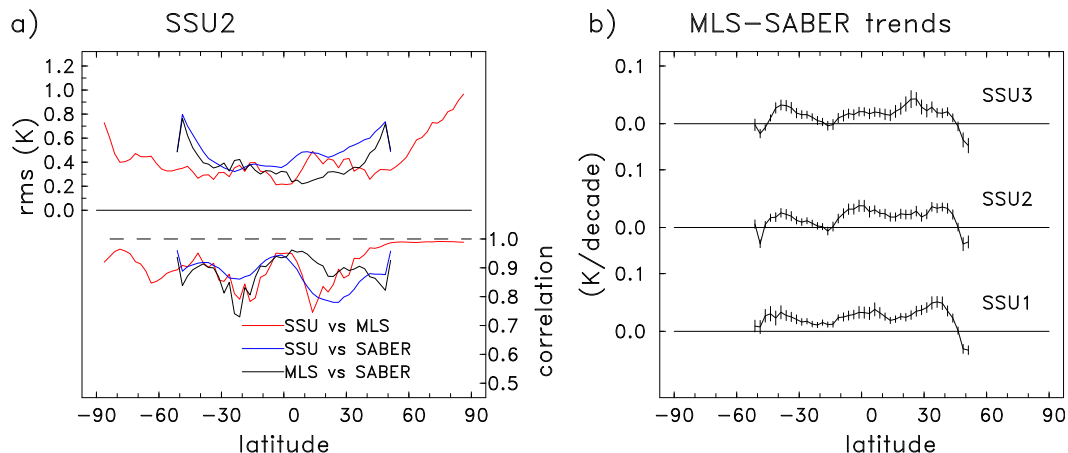 a)
SSU2
1.2
1.0
0.8
0.6
0.4
0.2
0.0
rms (K)
1.0
0.9
0.8
0.7
0.6
0.5
correlation
SSU vs MLS
SSU vs SABER
MLS vs SABER
−90
−60
−30
0
30
60
90
latitude
b)
MLS−SABER trends
0.1
SSU3
0.0
0.1
SSU2
0.0
0.1
SSU1
0.0
(K/decade)
−90
−60
−30
0
30
60
90
latitude